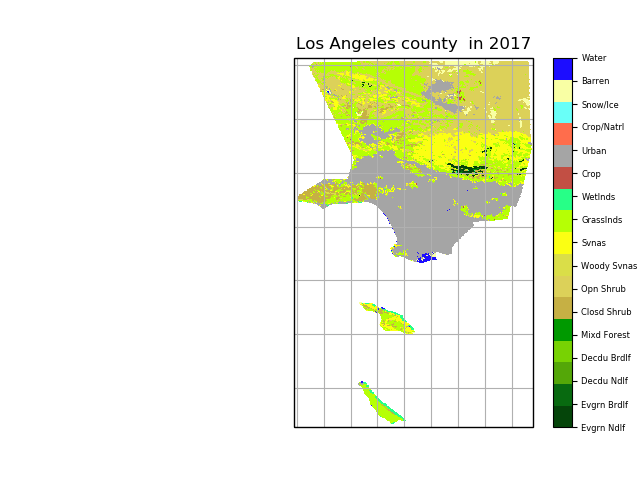 Los Angeles county  in 2017
Water
Barren
Snow/Ice
Crop/Natrl
Urban
Crop
Wetlnds
Grasslnds
Svnas
Woody Svnas
Opn Shrub
Closd Shrub
Mixd Forest
Decdu Brdlf
Decdu Ndlf
Evgrn Brdlf
Evgrn Ndlf